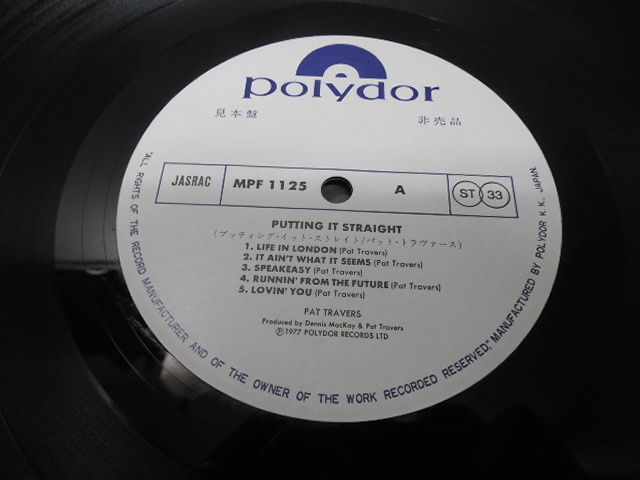 polydor
見本盤 非売品
JASRAC MPF 1125 A ST 33
PUTTING IT STRAIGHT
(プッティング・イット・ストレイト/パット・トラヴァース)
1. LIFE IN LONDON (Pat Travers)
2. IT AIN'T WHAT IT SEEMS (Pat Travers)
3. SPEAKEASY (Pat Travers)
4. RUNNIN' FROM THE FUTURE (Pat Travers)
5. LOVIN' YOU (Pat Travers)
PAT TRAVERS
Produced by Dennis MacKay & Pat Travers
Ⓟ1977 POLYDOR RECORDS LTD
"ALL RIGHTS OF THE RECORD MANUFACTURER AND OF THE OWNER OF THE WORK RECORDED RESERVED," MANUFACTURED BY POLYDOR K.K., JAPAN.